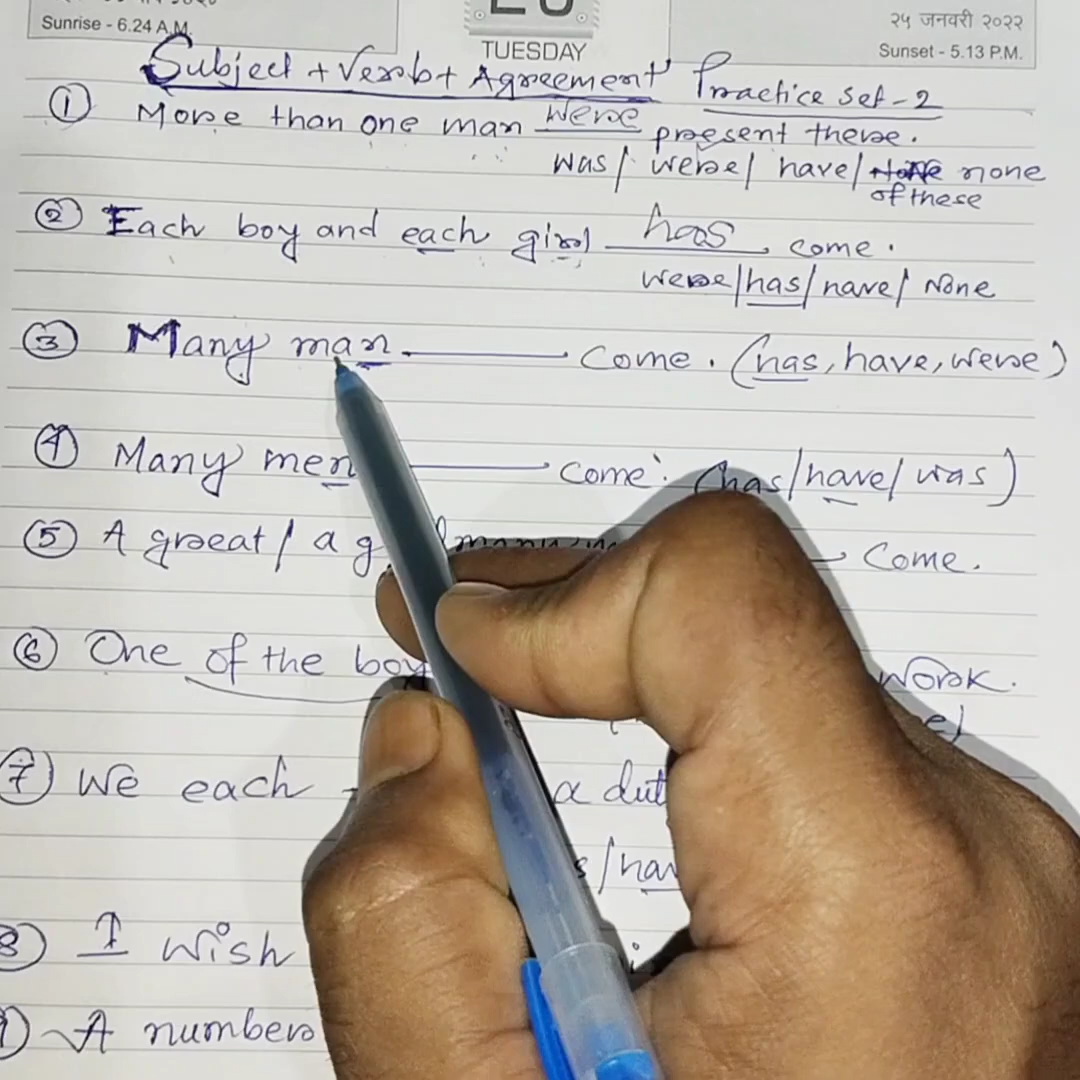 Sunrise - 6.24 A.M.
TUESDAY
२५ जनवरी २०२२
Sunset - 5.13 P.M.
Subject + Verb + Agreement Practice Set - 2
① More than one man were present there.
was / were / have / none
of these
② Each boy and each girl has come.
were / has / have / None
③ Many man come. (has, have, were)
④ Many men come. (has / have / was)
⑤ A great / a g many come.
⑥ One of the boy work.
⑦ We each a dut
/ hav
⑧ I wish
A number